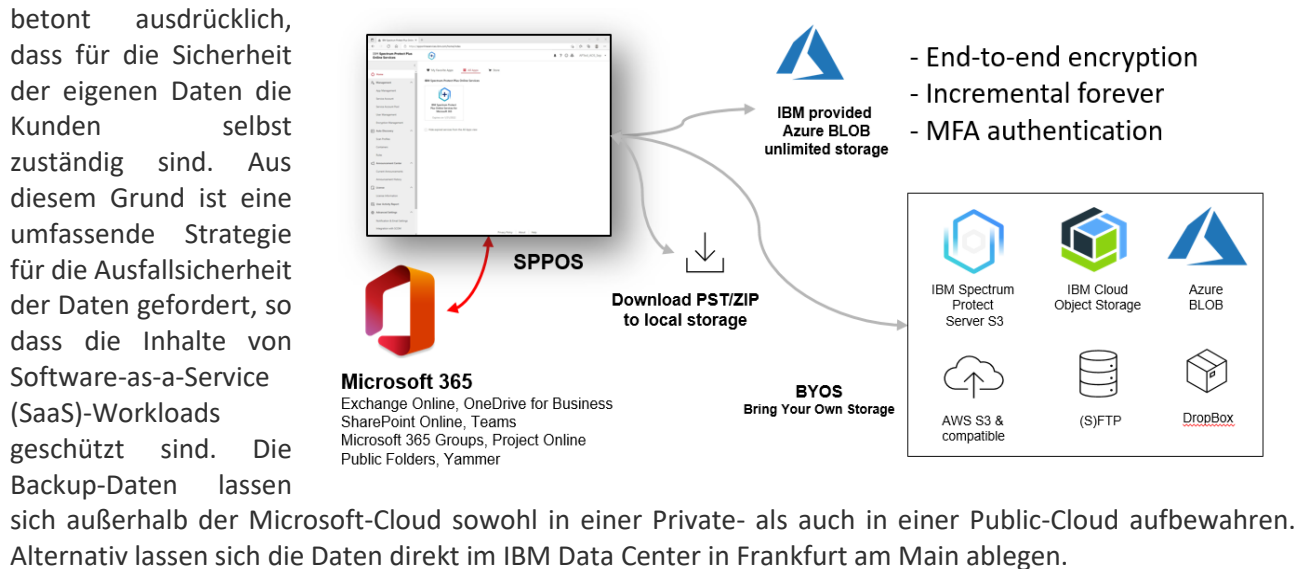 betont ausdrücklich,
dass für die Sicherheit
der eigenen Daten die
Kunden selbst
zuständig sind. Aus
diesem Grund ist eine
umfassende Strategie
für die Ausfallsicherheit
der Daten gefordert, so
dass die Inhalte von
Software-as-a-Service
(SaaS)-Workloads
geschützt sind. Die
Backup-Daten lassen
sich außerhalb der Microsoft-Cloud sowohl in einer Private- als auch in einer Public-Cloud aufbewahren.
Alternativ lassen sich die Daten direkt im IBM Data Center in Frankfurt am Main ablegen.
SPPOS
Microsoft 365
Exchange Online, OneDrive for Business
SharePoint Online, Teams
Microsoft 365 Groups, Project Online
Public Folders, Yammer
Download PST/ZIP
to local storage
IBM provided
Azure BLOB
unlimited storage
- End-to-end encryption
- Incremental forever
- MFA authentication
BYOS
Bring Your Own Storage
IBM Spectrum
Protect
Server S3
IBM Cloud
Object Storage
Azure
BLOB
AWS S3 &
compatible
(S)FTP
DropBox